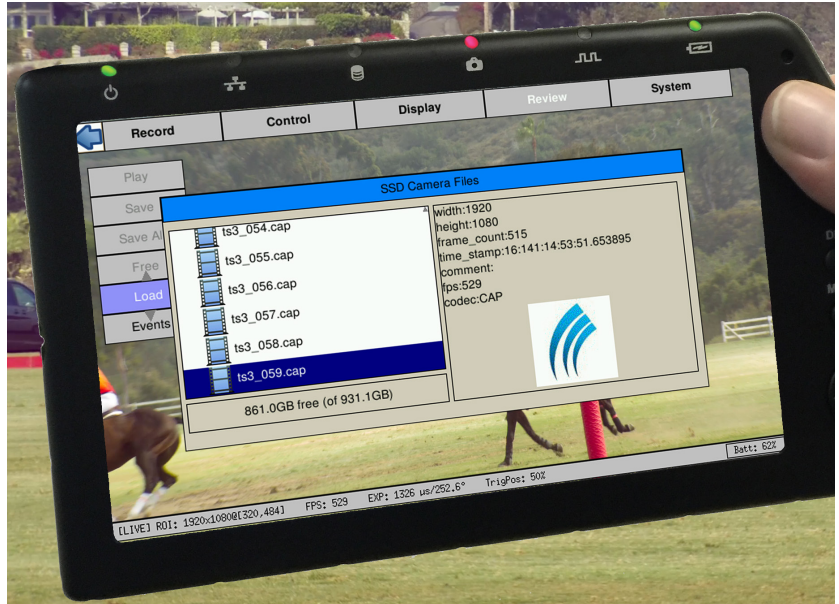 Record
Control
Display
Review
System
Play
Save
Save Al
Free
Load
Events
SSD Camera Files
ts3_054.cap
ts3_055.cap
ts3_056.cap
ts3_057.cap
ts3_058.cap
ts3_059.cap
861.0GB free (of 931.1GB)
width:1920
height:1080
frame_count:515
time_stamp:16:141:14:53:51.653895
comment:
fps:529
codec:CAP
[LIVE] ROI: 1920x1080@[320,484] FPS: 529 EXP: 1326 µs/252.6° TrigPos: 50%
Batt: 62%